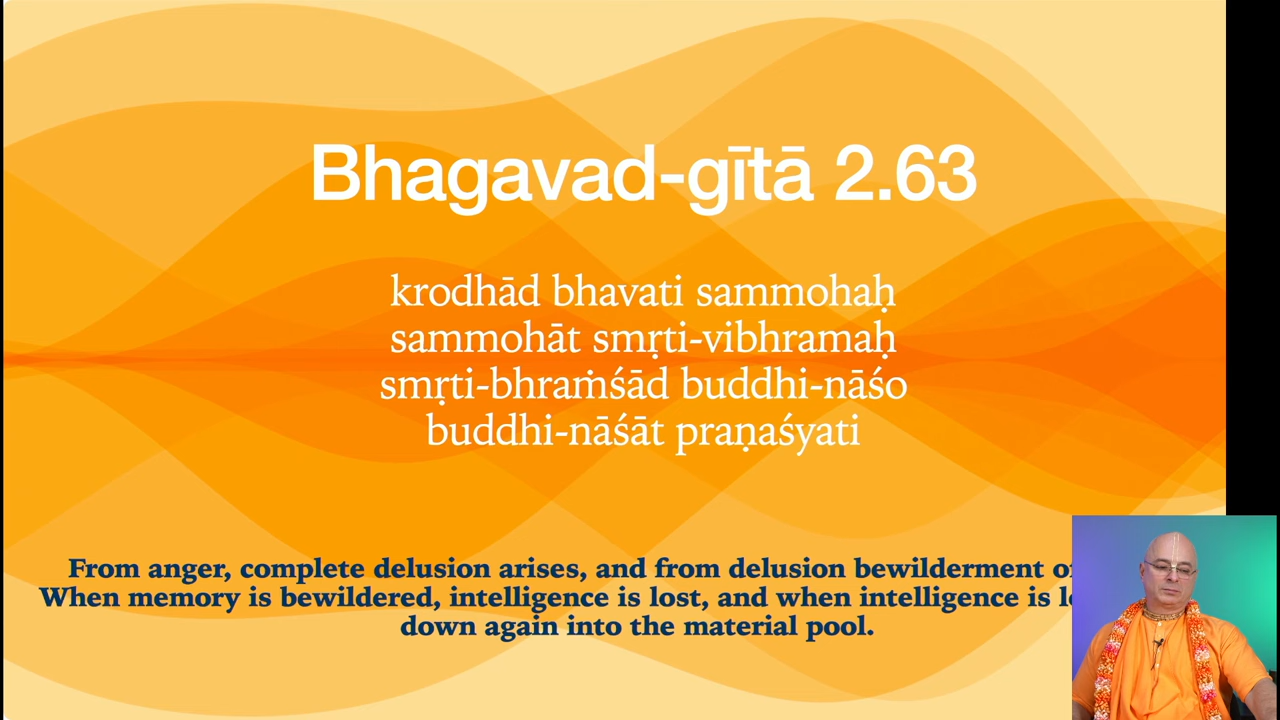 Bhagavad-gītā 2.63
krodhād bhavati sammohaḥ
sammohāt smṛti-vibhramaḥ
smṛti-bhraṁśād buddhi-nāśo
buddhi-nāśāt praṇaśyati
From anger, complete delusion arises, and from delusion bewilderment
When memory is bewildered, intelligence is lost, and when intelligence is
down again into the material pool.